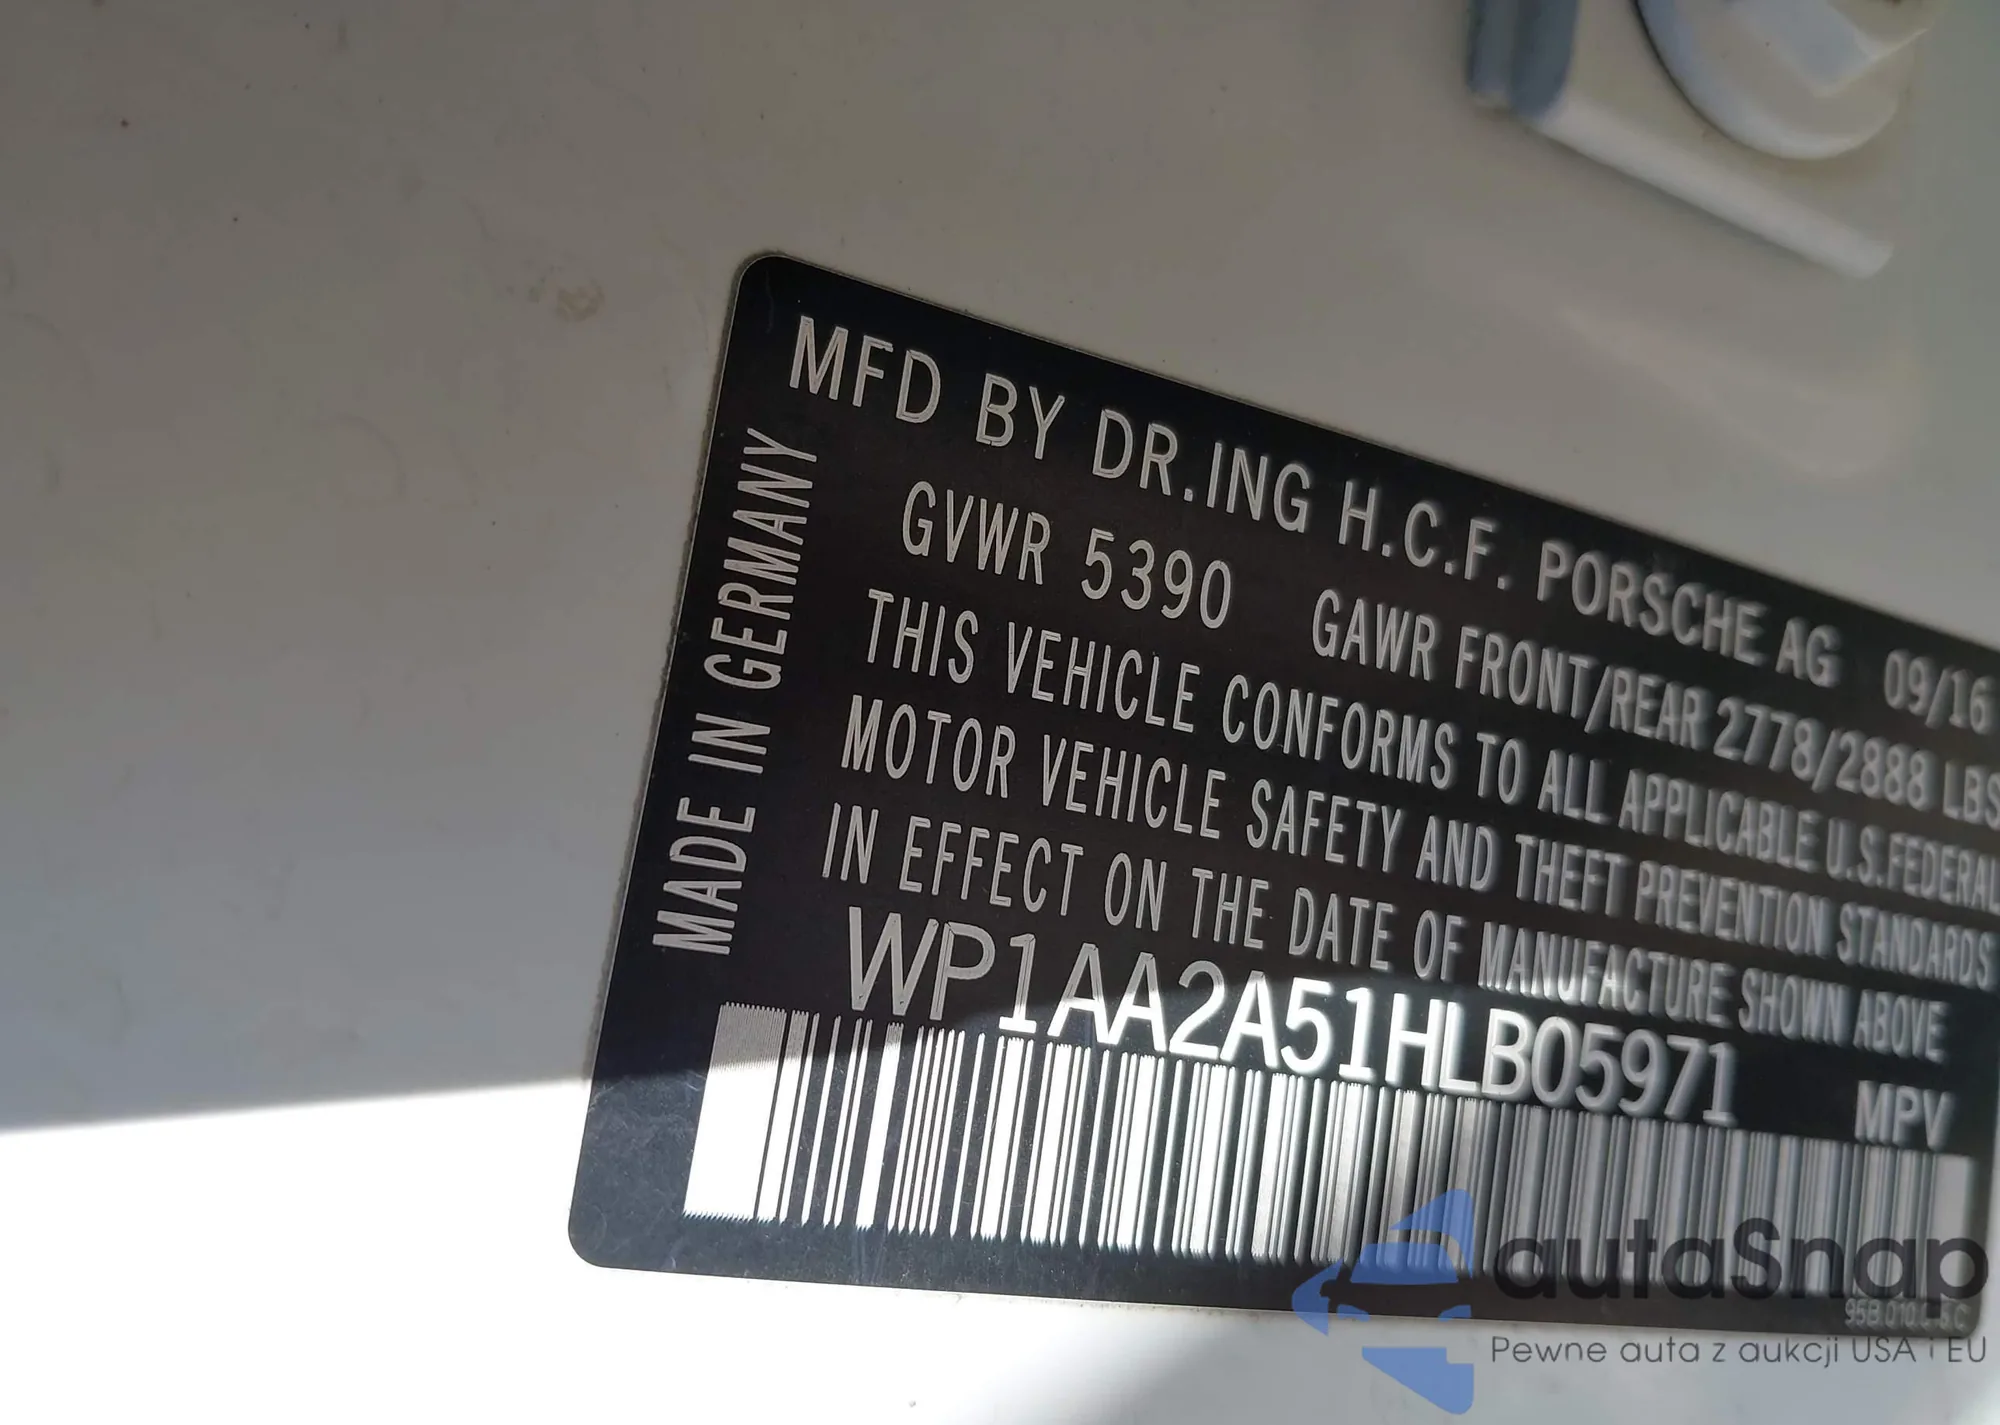 MFD BY DR.ING H.C.F. PORSCHE AG 09/16
GVWR 5390 GAWR FRONT/REAR 2778/2888 LBS
THIS VEHICLE CONFORMS TO ALL APPLICABLE U.S.FEDERAL
MOTOR VEHICLE SAFETY AND THEFT PREVENTION STANDARDS
IN EFFECT ON THE DATE OF MANUFACTURE SHOWN ABOVE
WP1AA2A51HLB05971 MPV
MADE IN GERMANY
autaSnap
Pewne auta z aukcji USA i EU